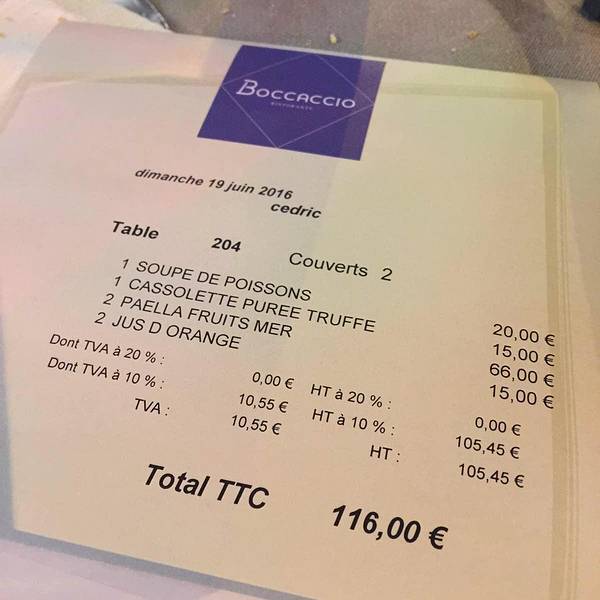 BOCCACCIO
RISTORANTE
dimanche 19 juin 2016
cedric
Table 204 Couverts 2
1 SOUPE DE POISSONS 20,00 €
1 CASSOLETTE PUREE TRUFFE 15,00 €
2 PAELLA FRUITS MER 66,00 €
2 JUS D ORANGE 15,00 €
Dont TVA à 20 % : 0,00 € HT à 20 % : 0,00 €
Dont TVA à 10 % : 10,55 € HT à 10 % : 105,45 €
TVA : 10,55 € HT : 105,45 €
Total TTC 116,00 €